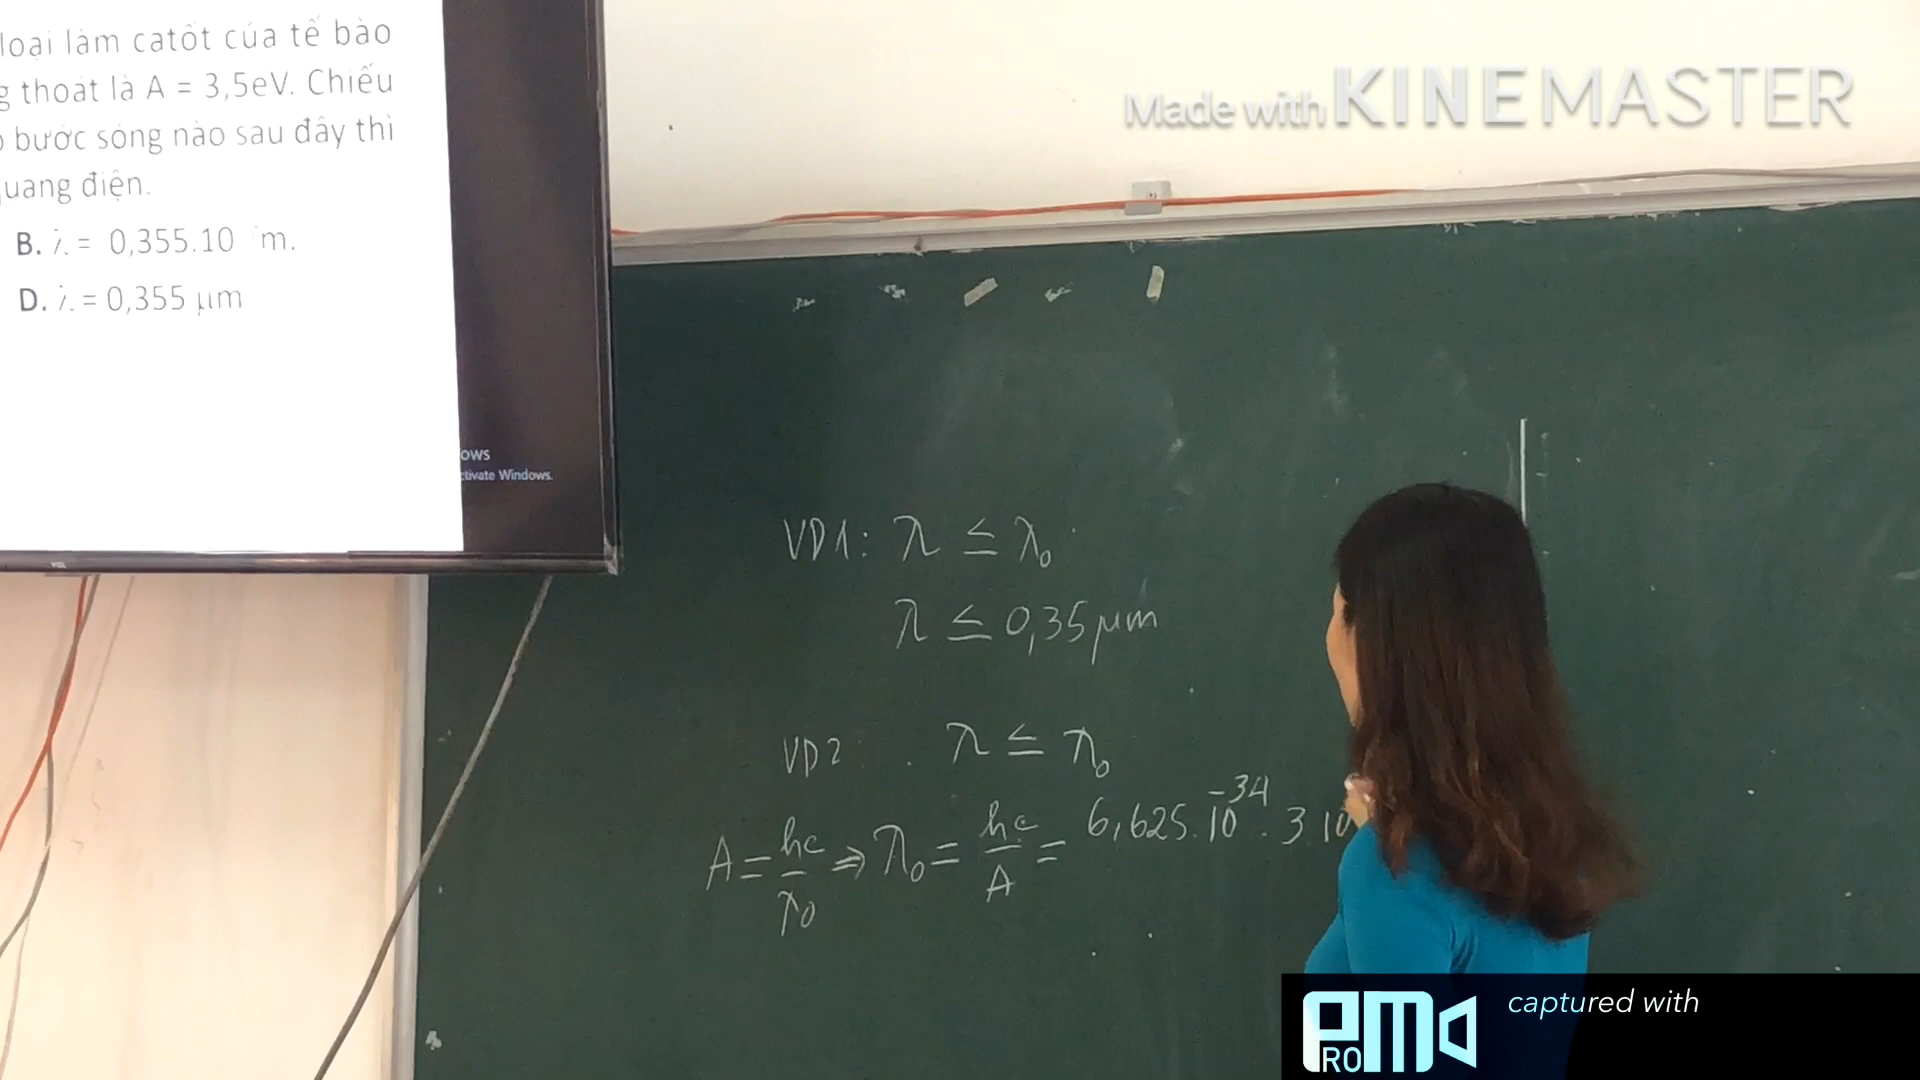 loại làm catôt của tế bào
g thoát là A = 3,5eV. Chiếu
bước sóng nào sau đây thì
uang điện.
B. λ = 0,355.10 m.
D. λ = 0,355 μm
ows
ctivate Windows.
Made with KINEMASTER
VD1: λ ≤ λ₀
λ ≤ 0,35 μm
VD2 λ ≤ λ₀
A = hc/λ₀ ⇒ λ₀ = hc/A = 6,625.10⁻³⁴.3.10
captured with
PRO